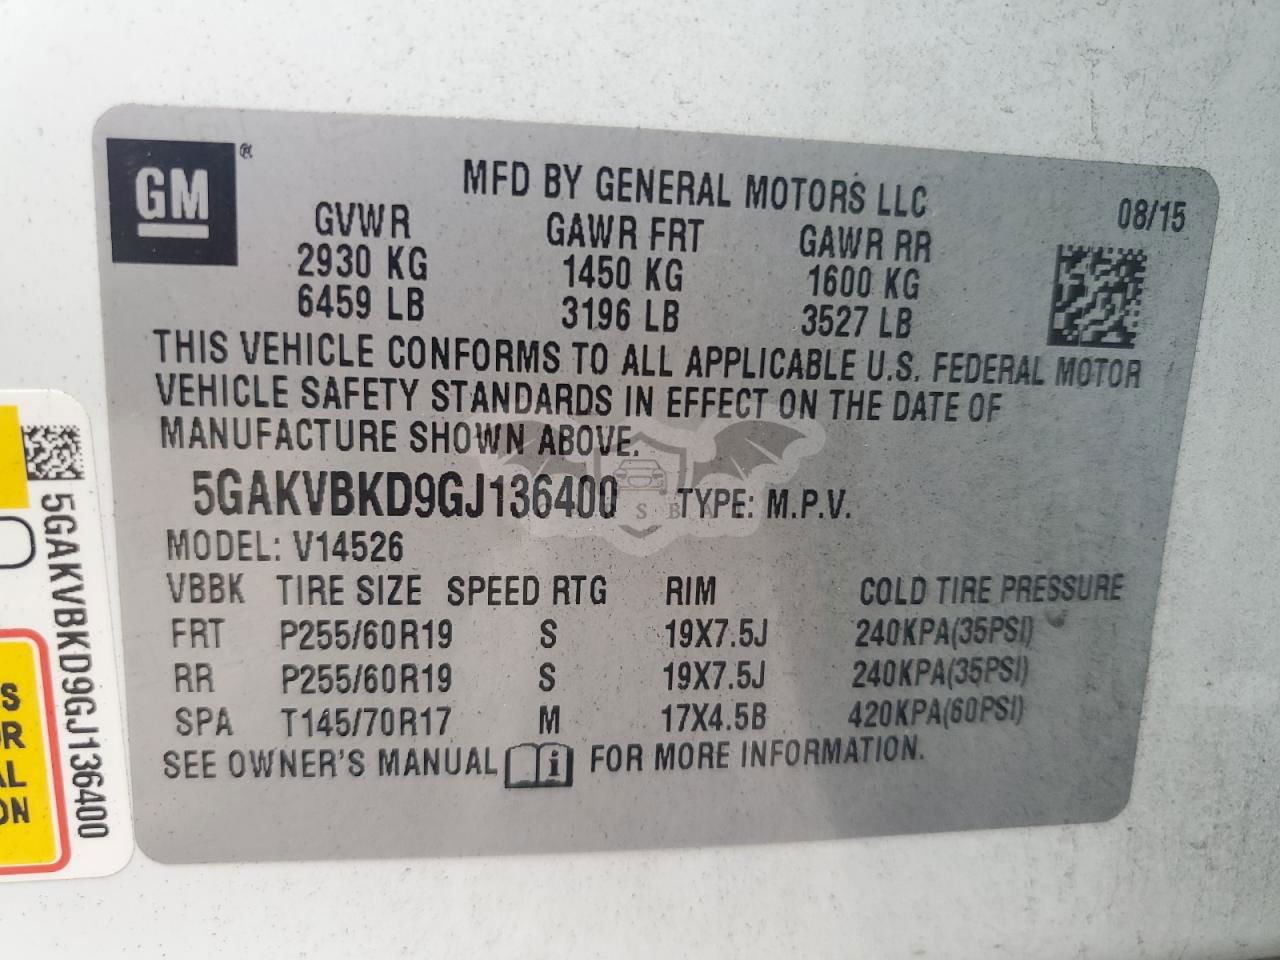 GM®
MFD BY GENERAL MOTORS LLC
08/15
GVWR GAWR FRT GAWR RR
2930 KG 1450 KG 1600 KG
6459 LB 3196 LB 3527 LB
THIS VEHICLE CONFORMS TO ALL APPLICABLE U.S. FEDERAL MOTOR
VEHICLE SAFETY STANDARDS IN EFFECT ON THE DATE OF
MANUFACTURE SHOWN ABOVE.
5GAKVBKD9GJ136400 TYPE: M.P.V.
SBA
MODEL: V14526
VBBK TIRE SIZE SPEED RTG RIM COLD TIRE PRESSURE
FRT P255/60R19 S 19X7.5J 240KPA(35PSI)
RR P255/60R19 S 19X7.5J 240KPA(35PSI)
SPA T145/70R17 M 17X4.5B 420KPA(60PSI)
SEE OWNER'S MANUAL i FOR MORE INFORMATION.
5GAKVBKD9GJ136400
S
OR
AL
ON